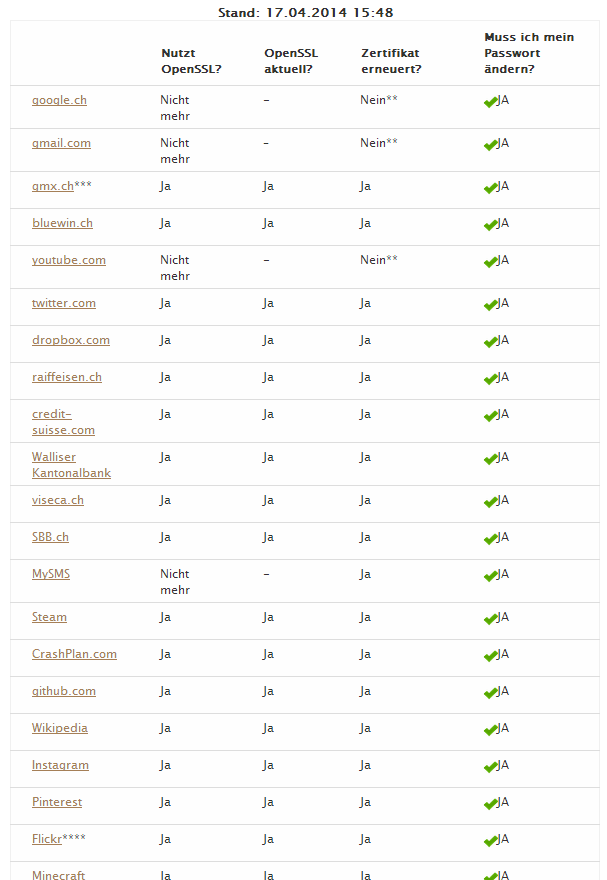 Stand: 17.04.2014 15:48
Nutzt OpenSSL? OpenSSL aktuell? Zertifikat erneuert? Muss ich mein Passwort ändern?
google.ch Nicht mehr – Nein** JA
gmail.com Nicht mehr – Nein** JA
gmx.ch*** Ja Ja Ja JA
bluewin.ch Ja Ja Ja JA
youtube.com Nicht mehr – Nein** JA
twitter.com Ja Ja Ja JA
dropbox.com Ja Ja Ja JA
raiffeisen.ch Ja Ja Ja JA
credit-suisse.com Ja Ja Ja JA
Walliser Kantonalbank Ja Ja Ja JA
viseca.ch Ja Ja Ja JA
SBB.ch Ja Ja Ja JA
MySMS Nicht mehr – Ja JA
Steam Ja Ja Ja JA
CrashPlan.com Ja Ja Ja JA
github.com Ja Ja Ja JA
Wikipedia Ja Ja Ja JA
Instagram Ja Ja Ja JA
Pinterest Ja Ja Ja JA
Flickr**** Ja Ja Ja JA
Minecraft Ja Ja Ja JA